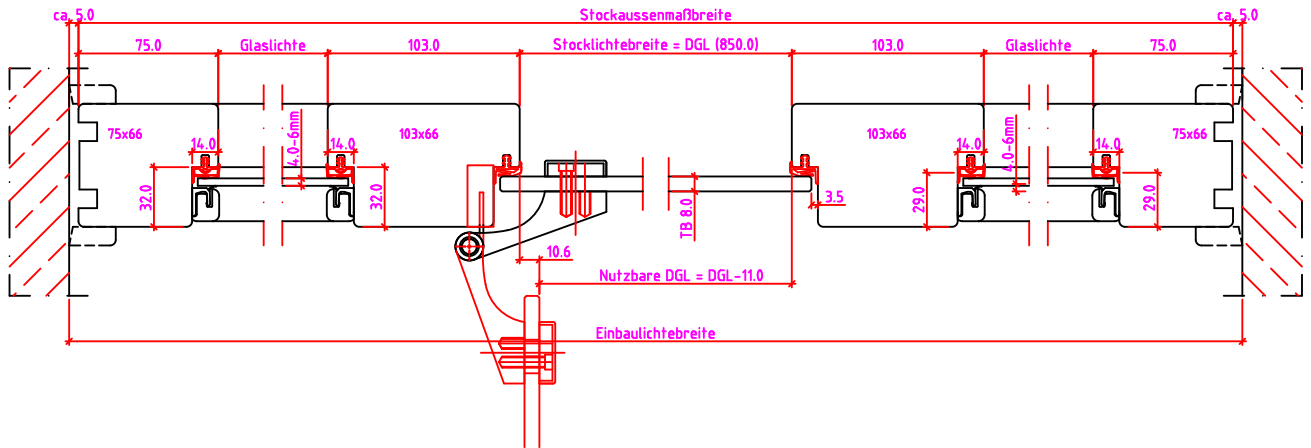 ca. 5.0 Stockaussenmaßbreite ca. 5.0
75.0 Glaslichte 103.0 Stocklichtebreite = DGL (850.0) 103.0 Glaslichte 75.0
75x66 103x66 103x66 75x66
14.0 4.0-6mm 14.0 14.0 4.0-6mm 14.0
32.0 32.0 TB 8.0 3.5 29.0 29.0
10.6
Nutzbare DGL = DGL-11.0
Einbaulichtebreite